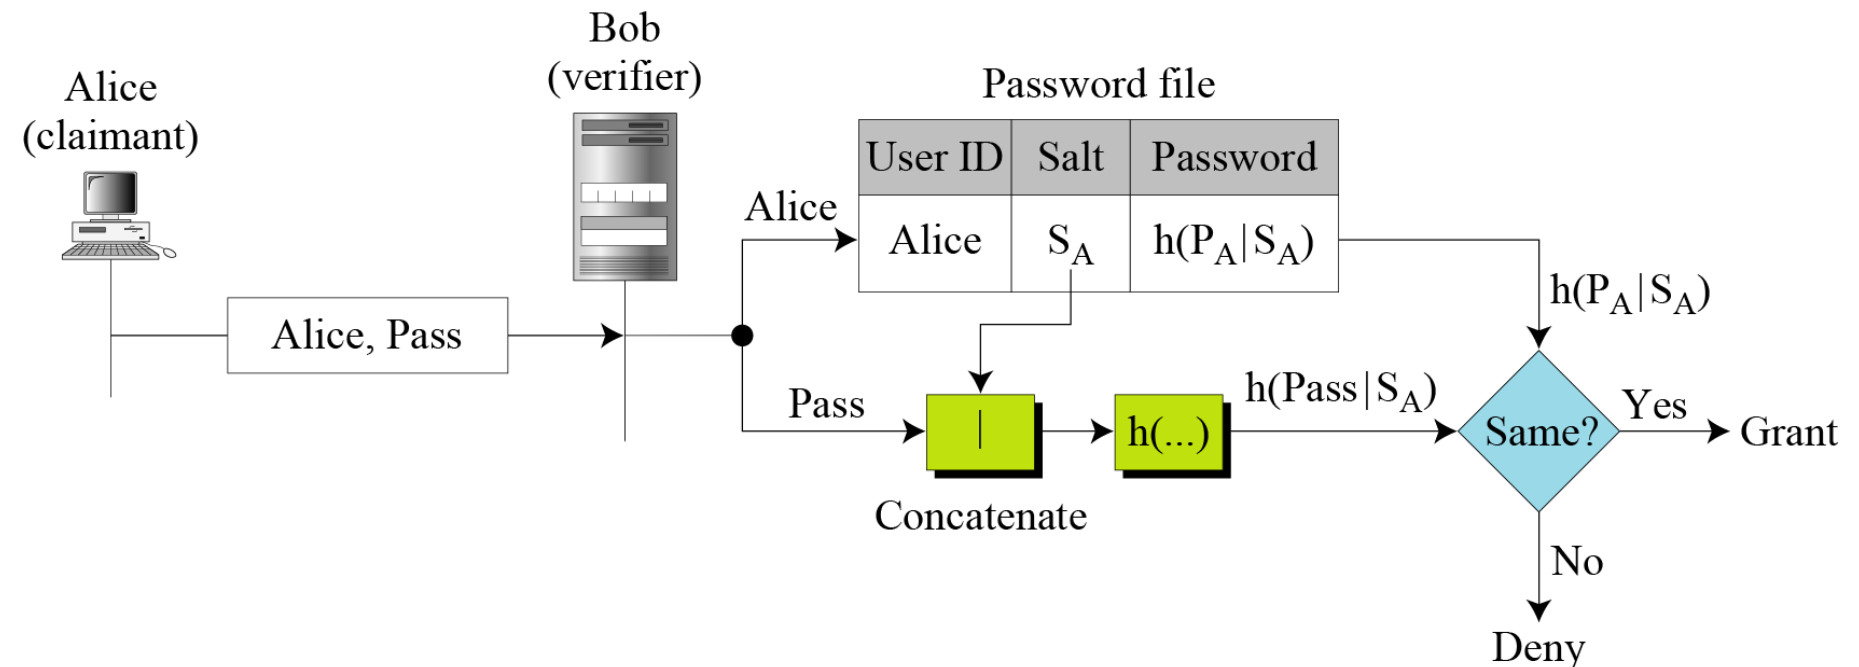 Alice
(claimant)
Bob
(verifier)
Password file
User ID Salt Password
Alice S_A h(P_A|S_A)
Alice
h(P_A|S_A)
Alice, Pass
Pass
|
h(...)
h(Pass|S_A)
Same?
Yes
Grant
Concatenate
No
Deny